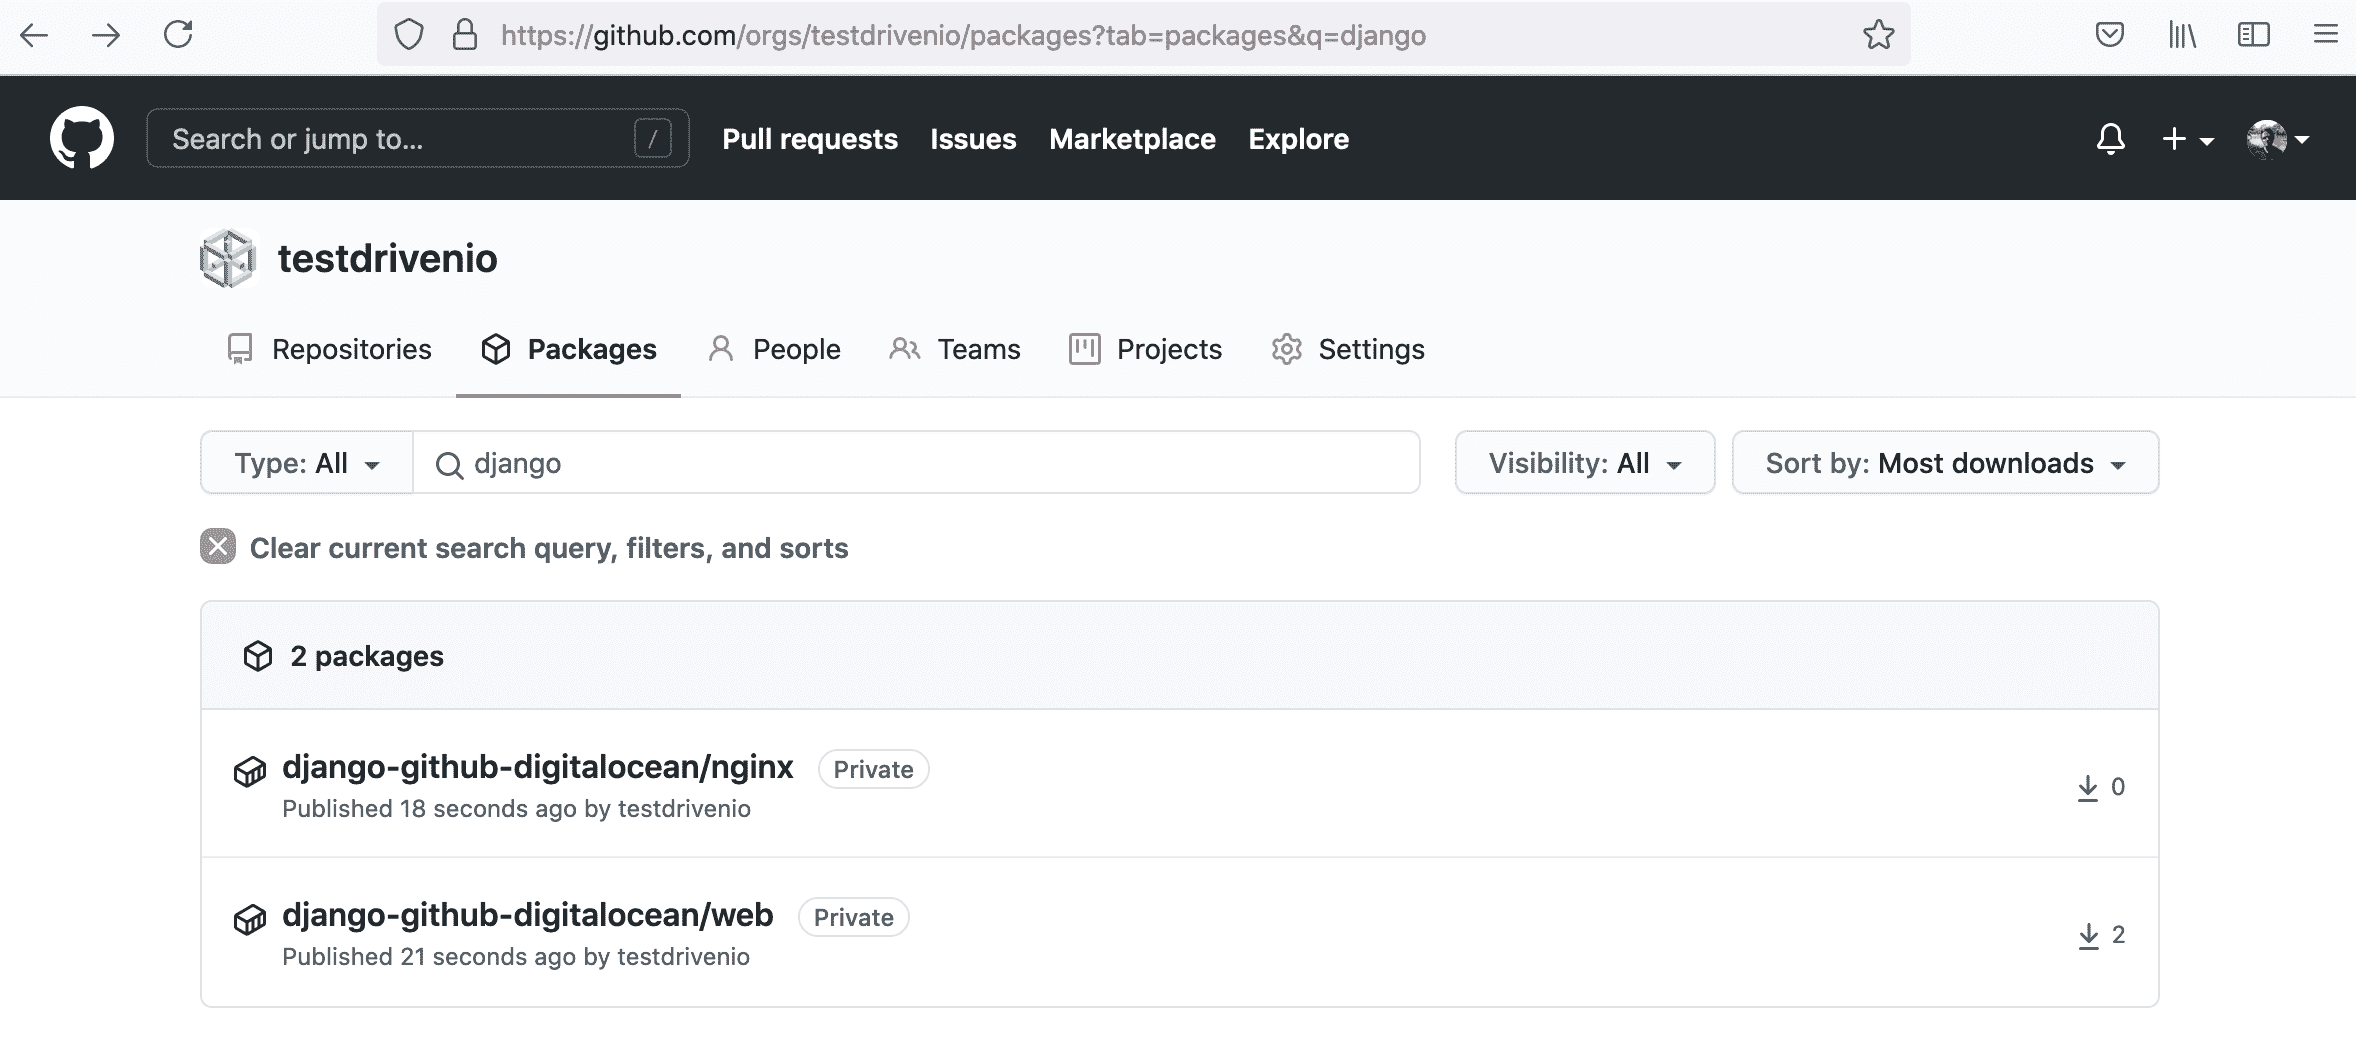 https://github.com/orgs/testdrivenio/packages?tab=packages&q=django
Search or jump to... / Pull requests Issues Marketplace Explore
testdrivenio
Repositories Packages People Teams Projects Settings
Type: All django Visibility: All Sort by: Most downloads
Clear current search query, filters, and sorts
2 packages
django-github-digitalocean/nginx Private
Published 18 seconds ago by testdrivenio
0
django-github-digitalocean/web Private
Published 21 seconds ago by testdrivenio
2